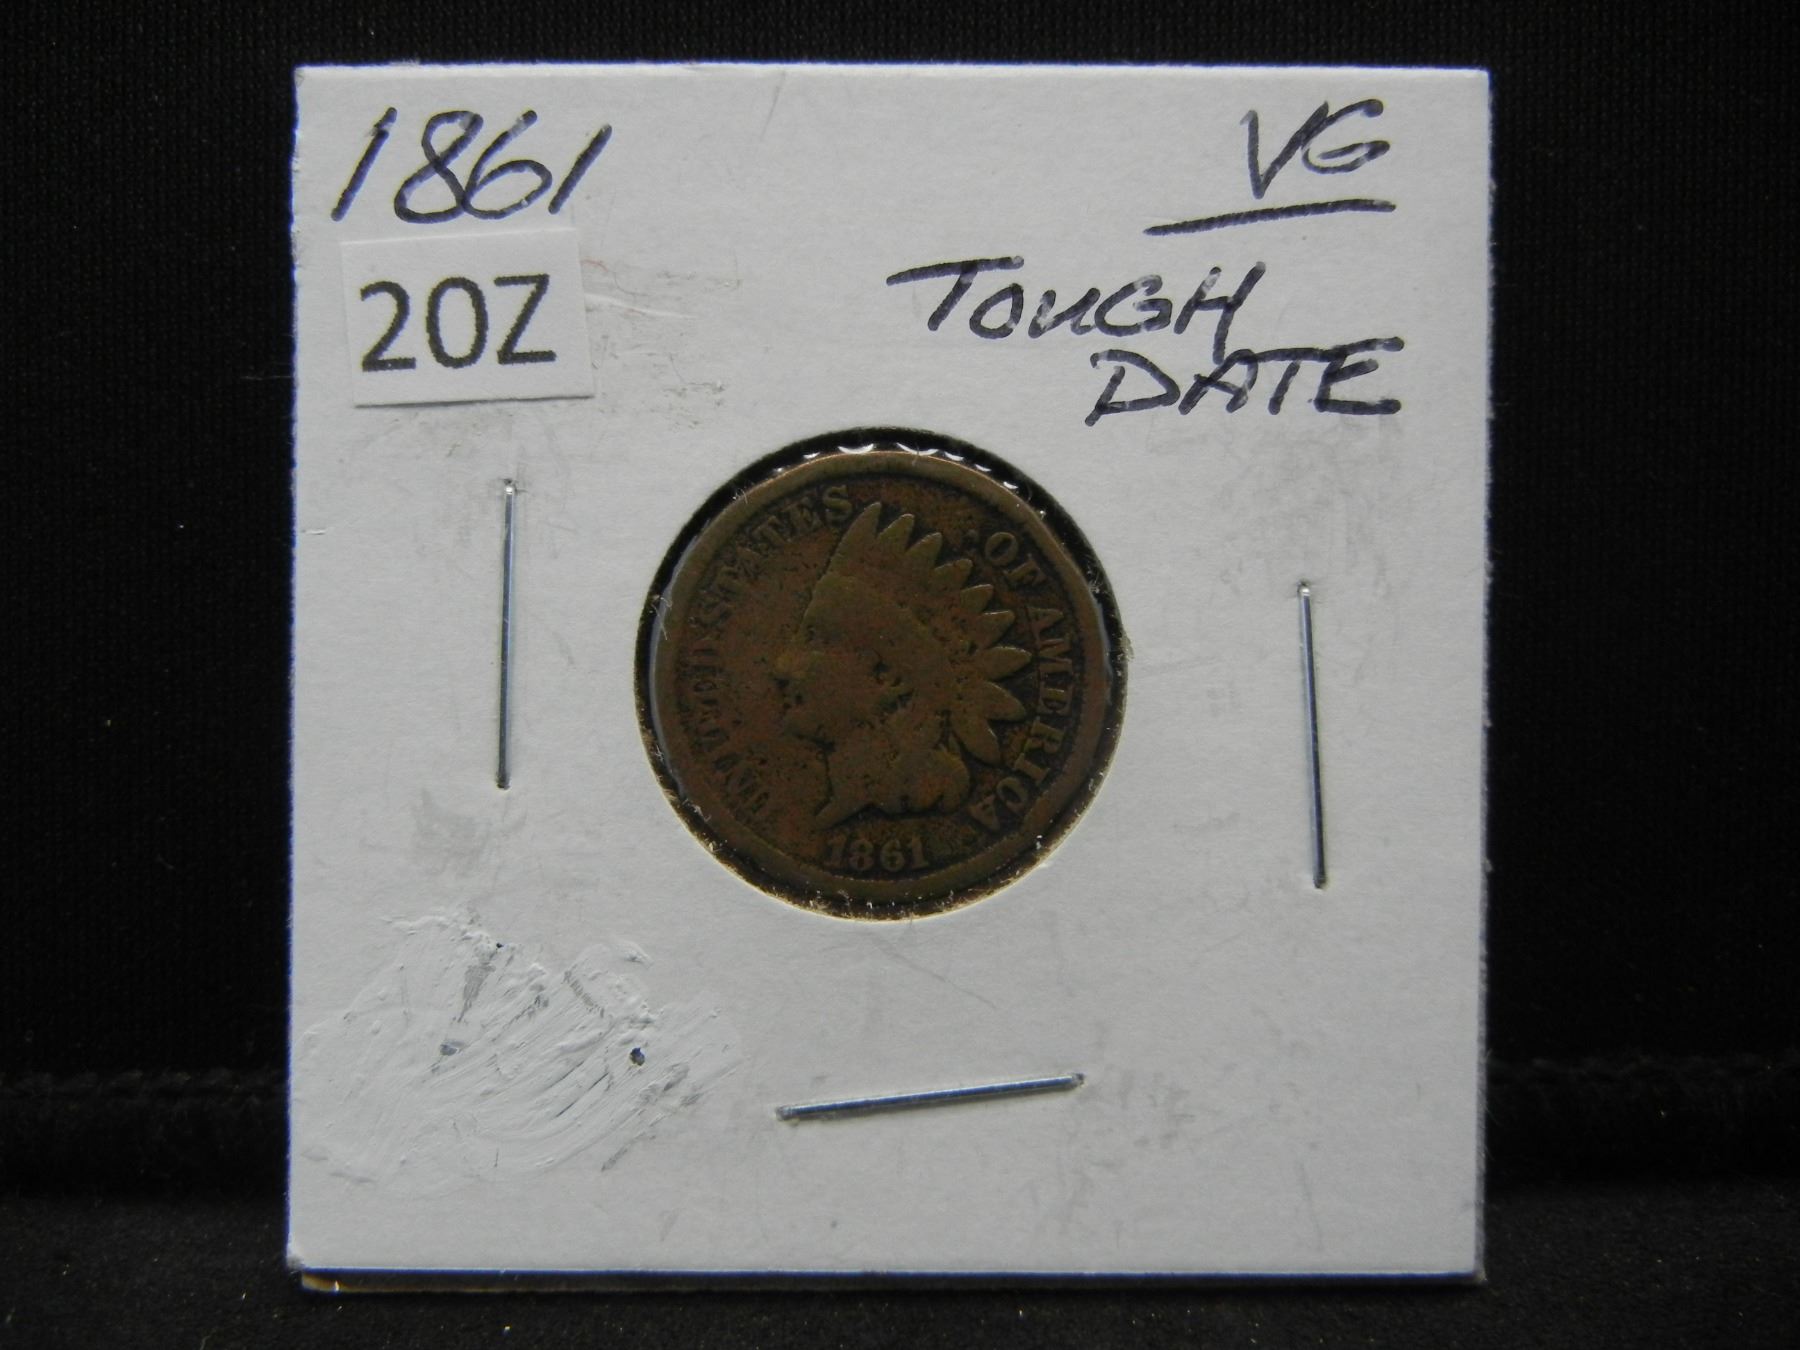 1861
VG
20Z
TOUGH
DATE
UNITED STATES OF AMERICA
1861